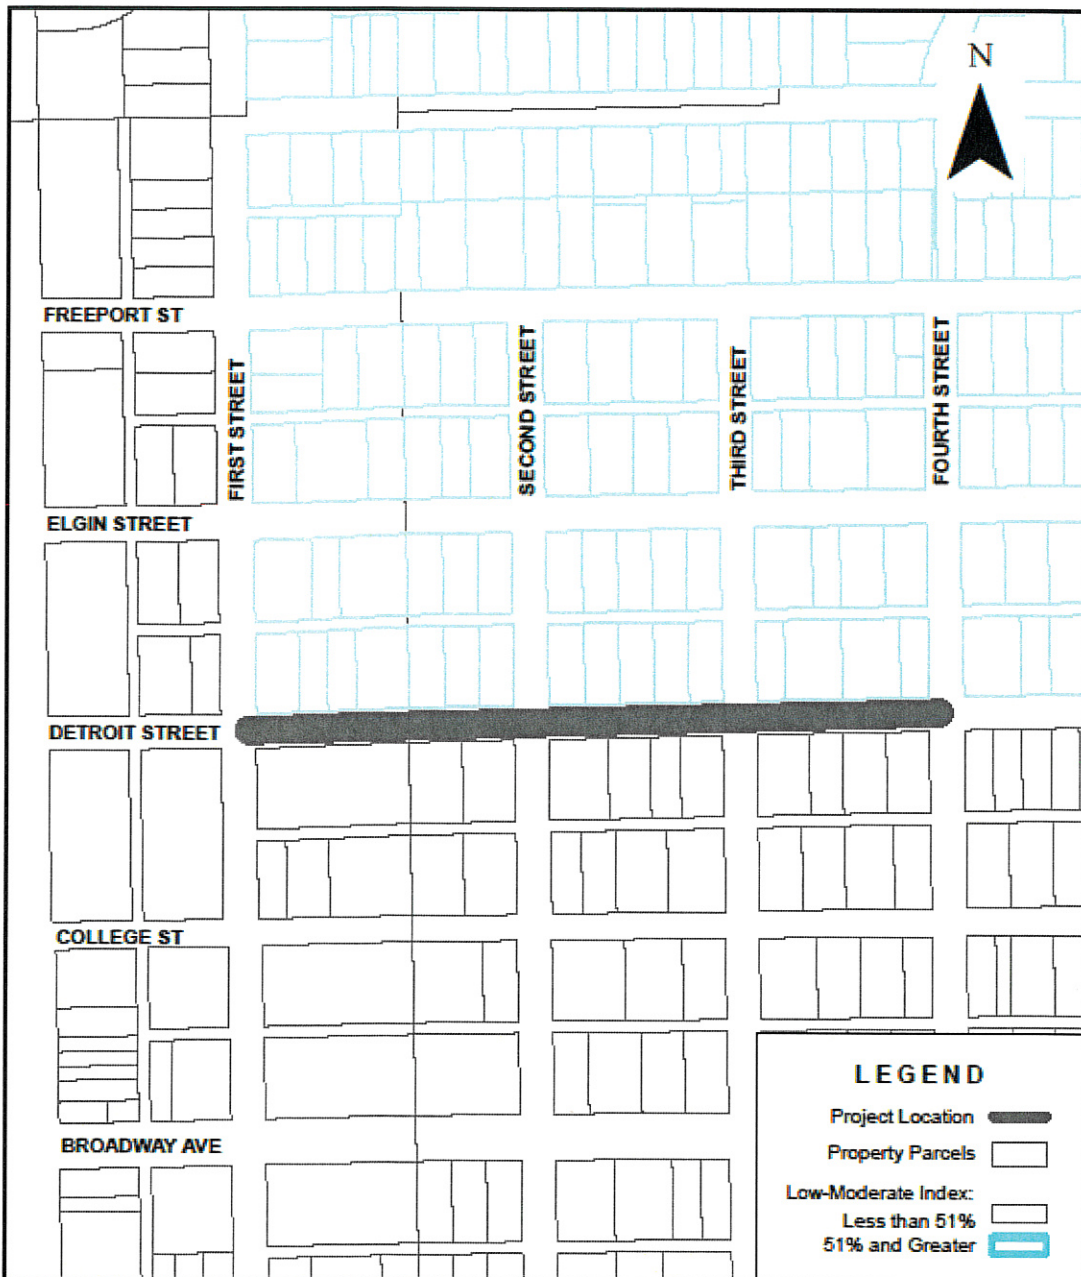 N
FREEPORT ST
FIRST STREET
SECOND STREET
THIRD STREET
FOURTH STREET
ELGIN STREET
DETROIT STREET
COLLEGE ST
BROADWAY AVE
LEGEND
Project Location
Property Parcels
Low-Moderate Index:
Less than 51%
51% and Greater